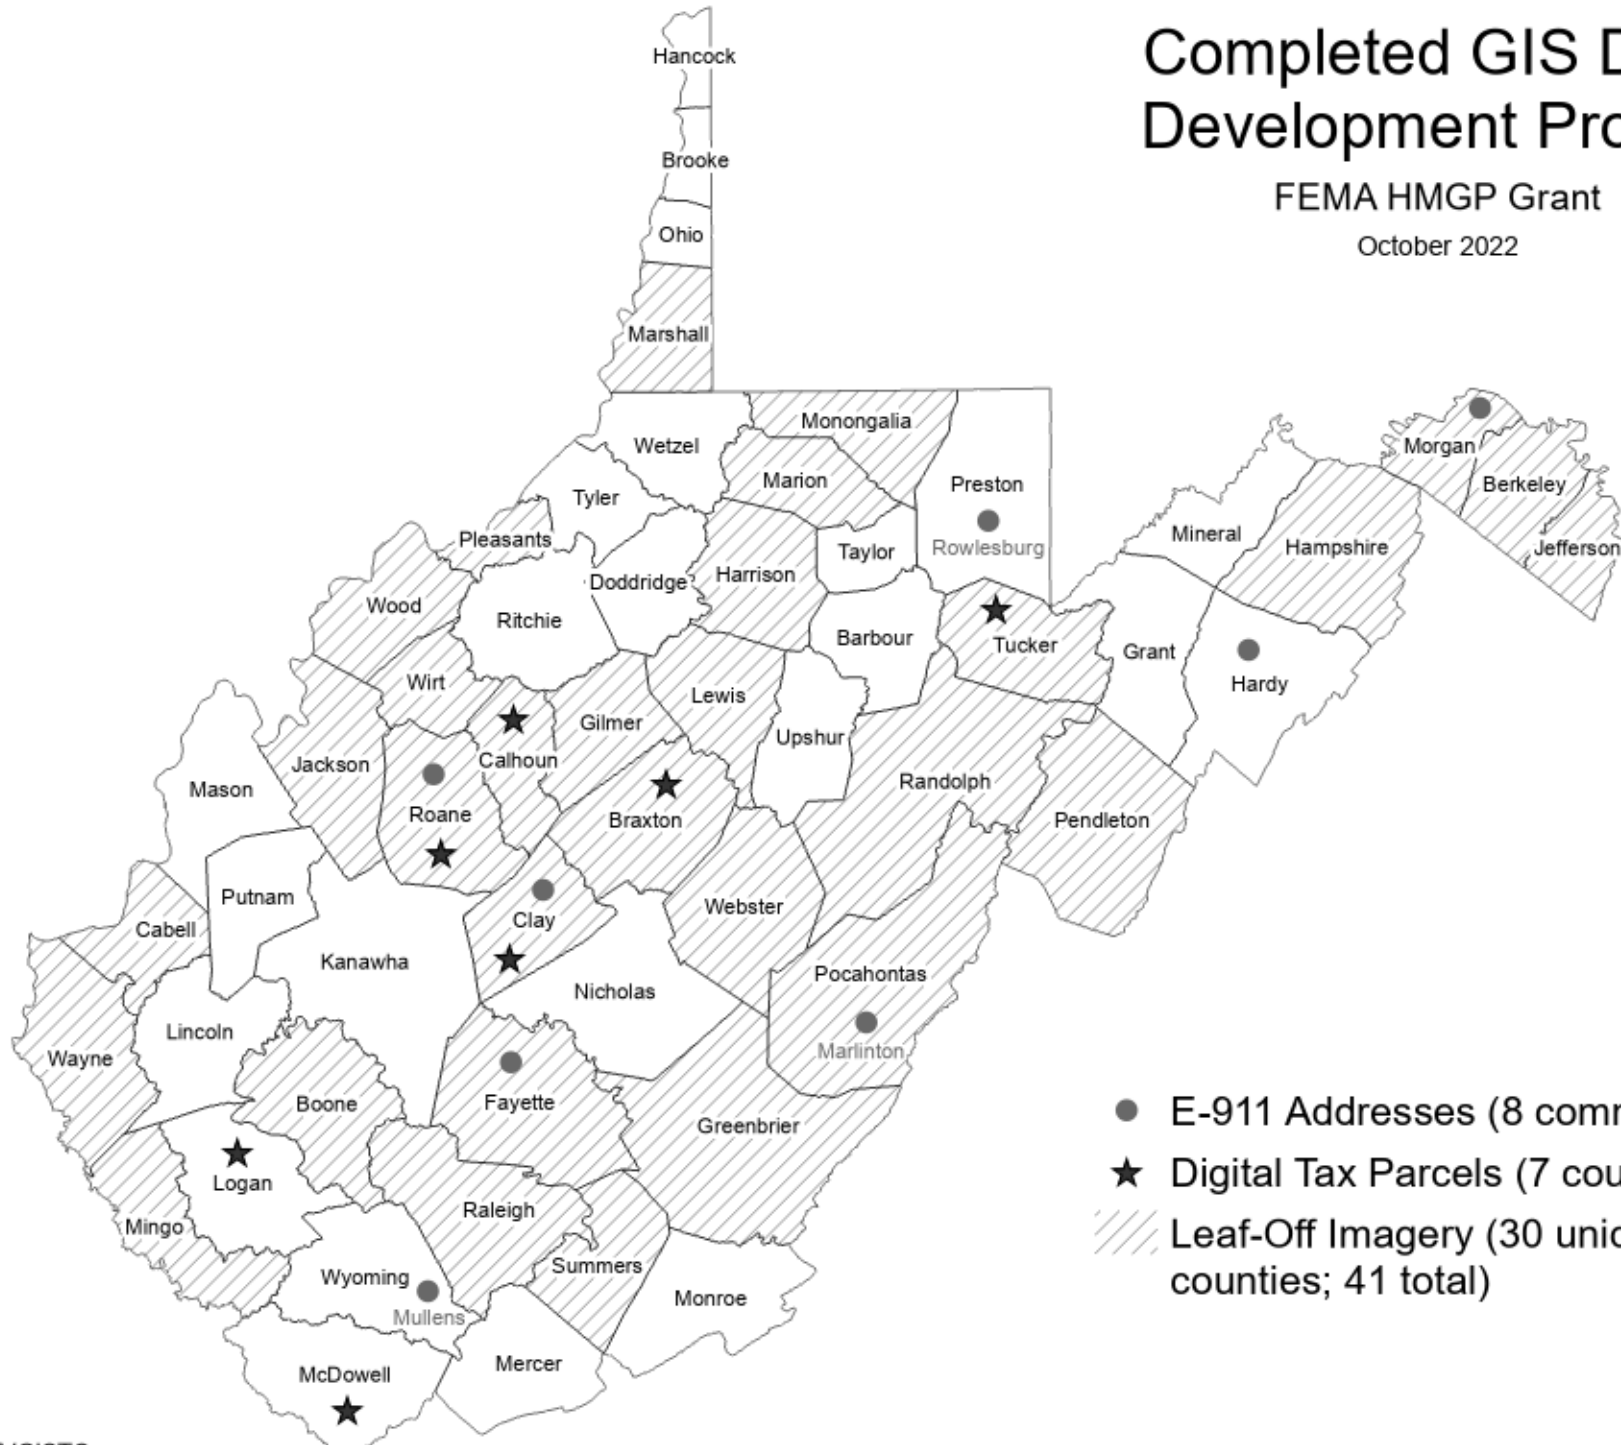 Completed GIS D
Development Pro
FEMA HMGP Grant
October 2022
Hancock
Brooke
Ohio
Marshall
Monongalia
Wetzel
Morgan
Marion
Preston
Berkeley
Tyler
Mineral
Pleasants
Taylor
Rowlesburg
Hampshire
Jefferson
Doddridge
Harrison
Wood
Ritchie
Barbour
Tucker
Grant
Wirt
Hardy
Lewis
Gilmer
Upshur
Calhoun
Jackson
Randolph
Mason
Roane
Braxton
Pendleton
Putnam
Clay
Webster
Cabell
Kanawha
Pocahontas
Nicholas
Lincoln
Marlinton
Wayne
Boone
Fayette
Greenbrier
Logan
Raleigh
Mingo
Summers
Wyoming
Monroe
Mullens
Mercer
McDowell
E-911 Addresses (8 comm
Digital Tax Parcels (7 cou
Leaf-Off Imagery (30 uniq
counties; 41 total)